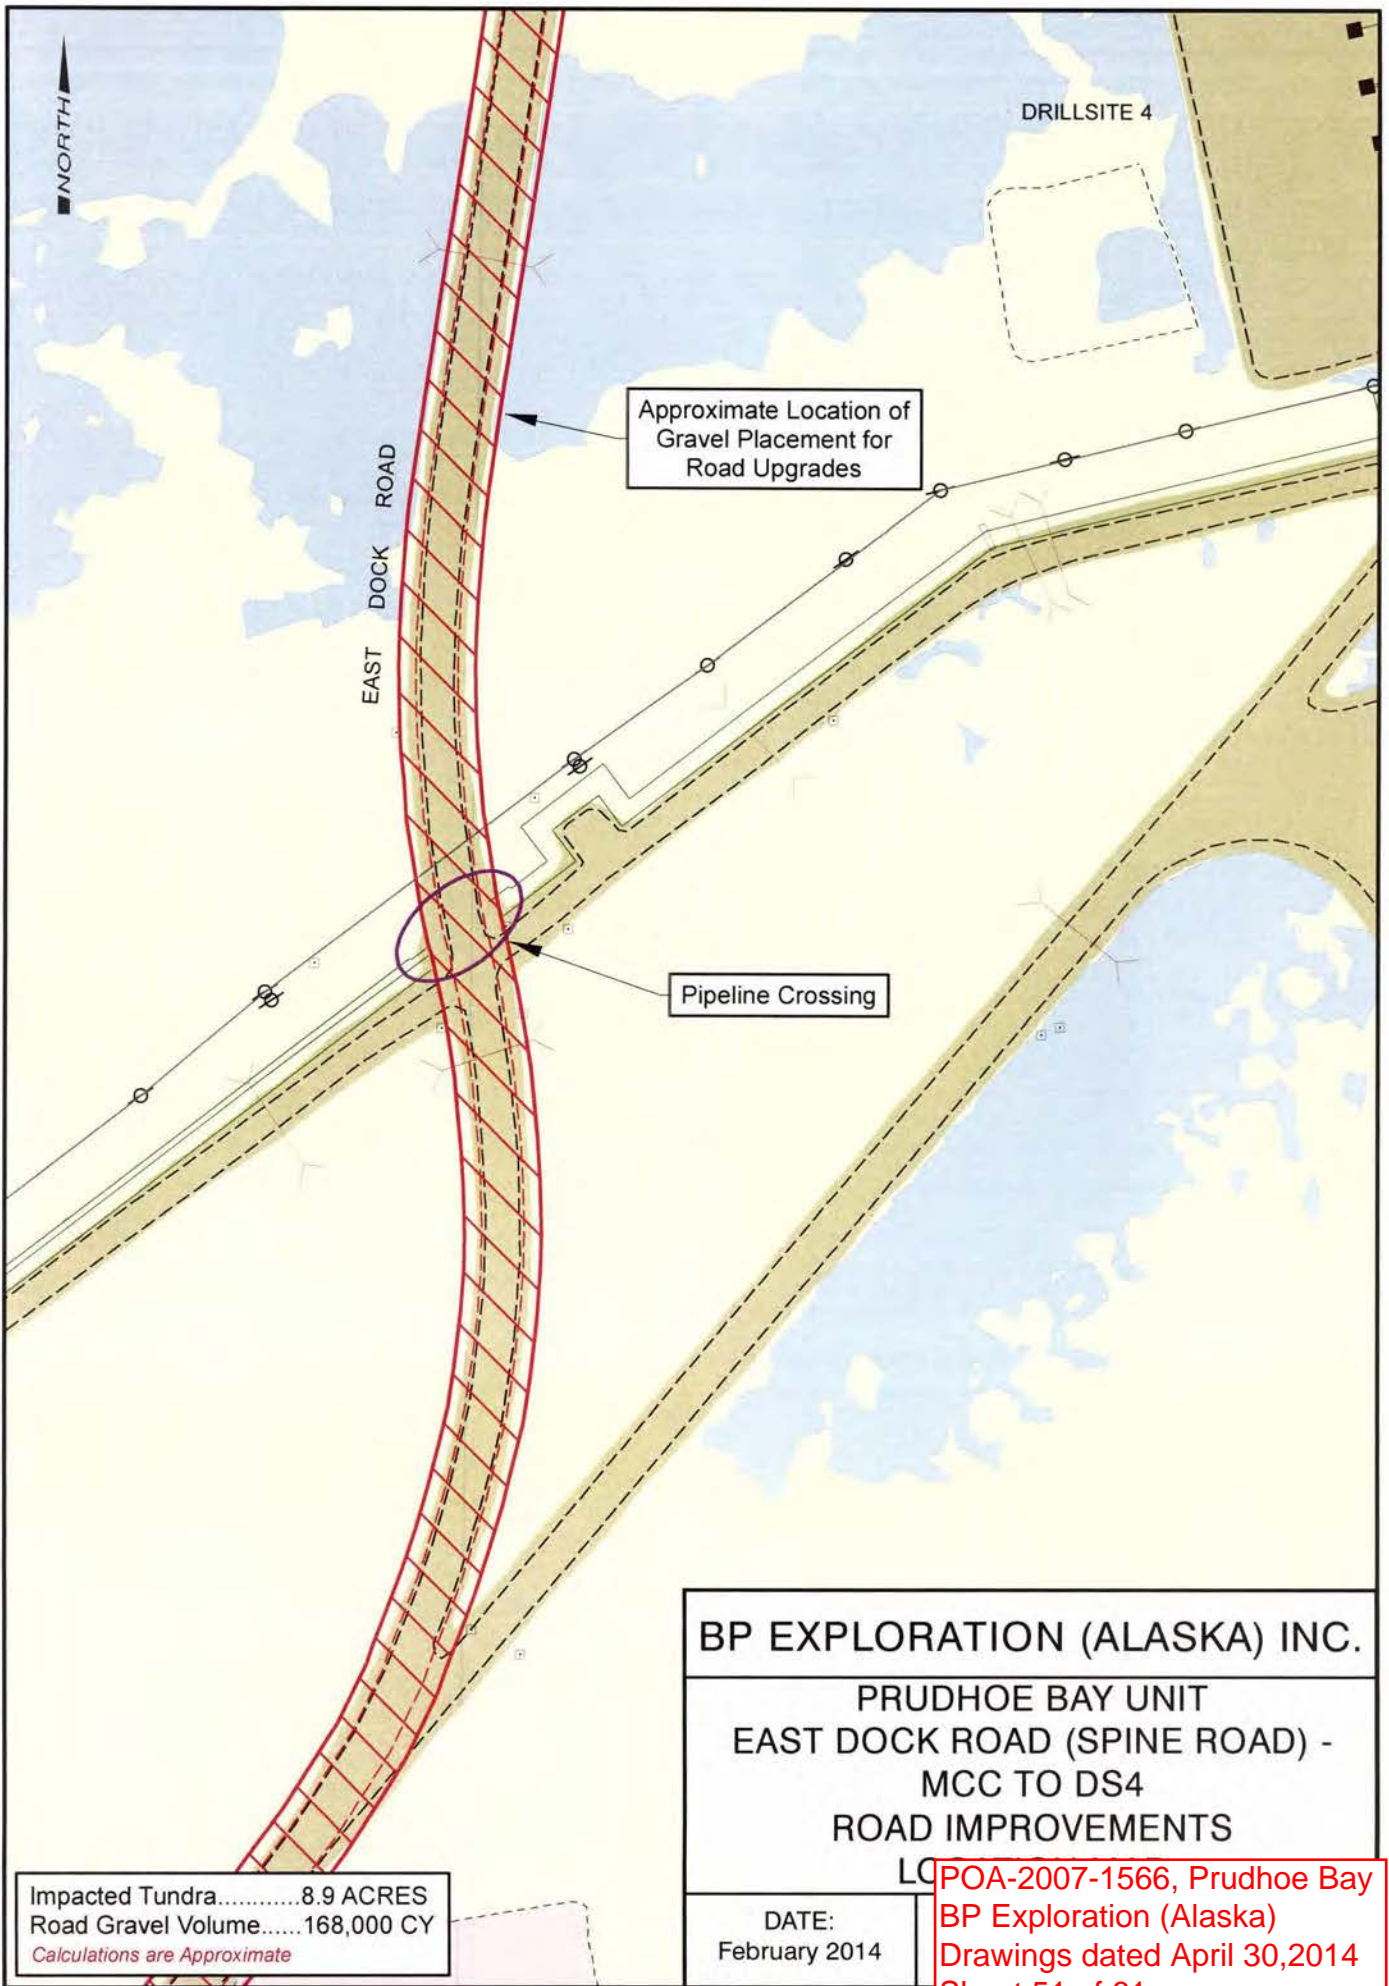 NORTH
DRILLSITE 4
Approximate Location of
Gravel Placement for
Road Upgrades
EAST DOCK ROAD
Pipeline Crossing
BP EXPLORATION (ALASKA) INC.
PRUDHOE BAY UNIT
EAST DOCK ROAD (SPINE ROAD) -
MCC TO DS4
ROAD IMPROVEMENTS
Impacted Tundra............8.9 ACRES
Road Gravel Volume......168,000 CY
Calculations are Approximate
DATE:
February 2014
POA-2007-1566, Prudhoe Bay
BP Exploration (Alaska)
Drawings dated April 30,2014